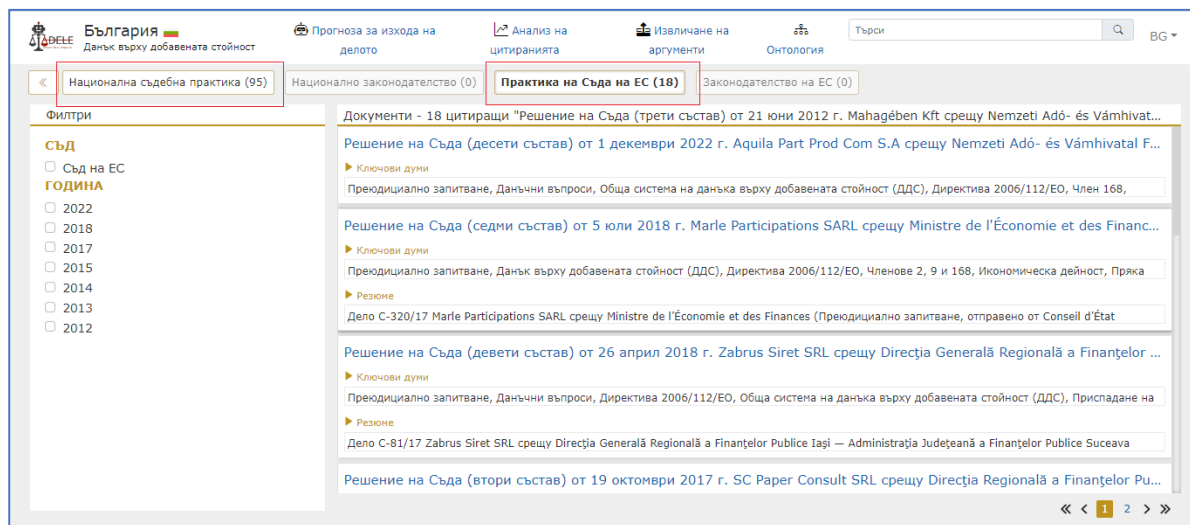 ADELE
България
Данък върху добавената стойност
Прогноза за изхода на делото
Анализ на цитиранията
Извличане на аргументи
Онтология
Търси
BG
«
Национална съдебна практика (95)
Национално законодателство (0)
Практика на Съда на ЕС (18)
Законодателство на ЕС (0)
Филтри
СЪД
Съд на ЕС
ГОДИНА
2022
2018
2017
2015
2014
2013
2012
Документи - 18 цитиращи "Решение на Съда (трети състав) от 21 юни 2012 г. Mahagében Kft срещу Nemzeti Adó- és Vámhivat...
Решение на Съда (десети състав) от 1 декември 2022 г. Aquila Part Prod Com S.A срещу Nemzeti Adó- és Vámhivatal F...
Ключови думи
Преюдициално запитване, Данъчни въпроси, Обща система на данъка върху добавената стойност (ДДС), Директива 2006/112/ЕО, Член 168,
Решение на Съда (седми състав) от 5 юли 2018 г. Marle Participations SARL срещу Ministre de l'Économie et des Financ...
Ключови думи
Преюдициално запитване, Данък върху добавената стойност (ДДС), Директива 2006/112/ЕО, Членове 2, 9 и 168, Икономическа дейност, Пряка
Резюме
Дело C-320/17 Marle Participations SARL срещу Ministre de l’Économie et des Finances (Преюдициално запитване, отправено от Conseil d’État
Решение на Съда (девети състав) от 26 април 2018 г. Zabrus Siret SRL срещу Direcţia Generală Regională a Finanţelor ...
Ключови думи
Преюдициално запитване, Данъчни въпроси, Директива 2006/112/ЕО, Обща система на данъка върху добавената стойност (ДДС), Приспадане на
Резюме
Дело C-81/17 Zabrus Siret SRL срещу Direcţia Generală Regională a Finanţelor Publice Iaşi — Administraţia Judeţeană a Finanţelor Publice Suceava
Решение на Съда (втори състав) от 19 октомври 2017 г. SC Paper Consult SRL срещу Direcţia Regională a Finanţelor Pu...
« < 1 2 > »